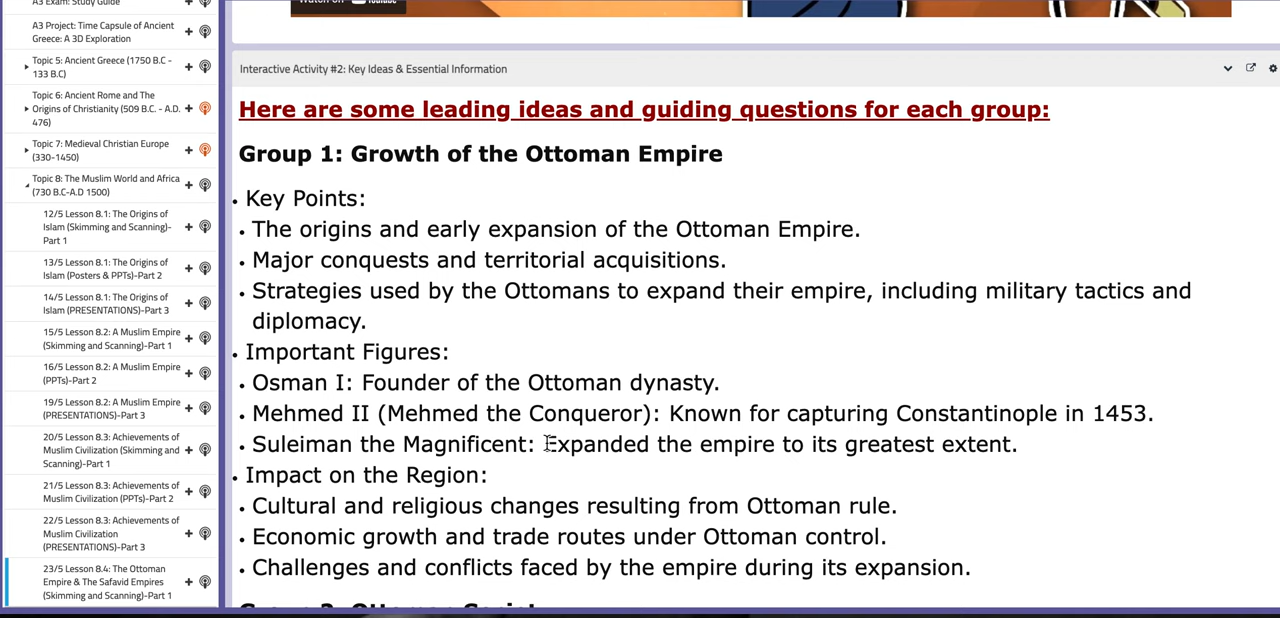 A3 Exam: Study Guide
A3 Project: Time Capsule of Ancient
Greece: A 3D Exploration
Topic 5: Ancient Greece (1750 B.C -
133 B.C)
Topic 6: Ancient Rome and The
Origins of Christianity (509 B.C. - A.D.
476)
Topic 7: Medieval Christian Europe
(330-1450)
Topic 8: The Muslim World and Africa
(730 B.C-A.D 1500)
12/5 Lesson 8.1: The Origins of
Islam (Skimming and Scanning)-
Part 1
13/5 Lesson 8.1: The Origins of
Islam (Posters & PPTs)-Part 2
14/5 Lesson 8.1: The Origins of
Islam (PRESENTATIONS)-Part 3
15/5 Lesson 8.2: A Muslim Empire
(Skimming and Scanning)-Part 1
16/5 Lesson 8.2: A Muslim Empire
(PPTs)-Part 2
19/5 Lesson 8.2: A Muslim Empire
(PRESENTATIONS)-Part 3
20/5 Lesson 8.3: Achievements of
Muslim Civilization (Skimming and
Scanning)-Part 1
21/5 Lesson 8.3: Achievements of
Muslim Civilization (PPTs)-Part 2
22/5 Lesson 8.3: Achievements of
Muslim Civilization
(PRESENTATIONS)-Part 3
23/5 Lesson 8.4: The Ottoman
Empire & The Safavid Empires
(Skimming and Scanning)-Part 1
Watch on YouTube
Interactive Activity #2: Key Ideas & Essential Information
Here are some leading ideas and guiding questions for each group:
Group 1: Growth of the Ottoman Empire
• Key Points:
• The origins and early expansion of the Ottoman Empire.
• Major conquests and territorial acquisitions.
• Strategies used by the Ottomans to expand their empire, including military tactics and
diplomacy.
• Important Figures:
• Osman I: Founder of the Ottoman dynasty.
• Mehmed II (Mehmed the Conqueror): Known for capturing Constantinople in 1453.
• Suleiman the Magnificent: Expanded the empire to its greatest extent.
• Impact on the Region:
• Cultural and religious changes resulting from Ottoman rule.
• Economic growth and trade routes under Ottoman control.
• Challenges and conflicts faced by the empire during its expansion.
Group 2: Ottoman Society